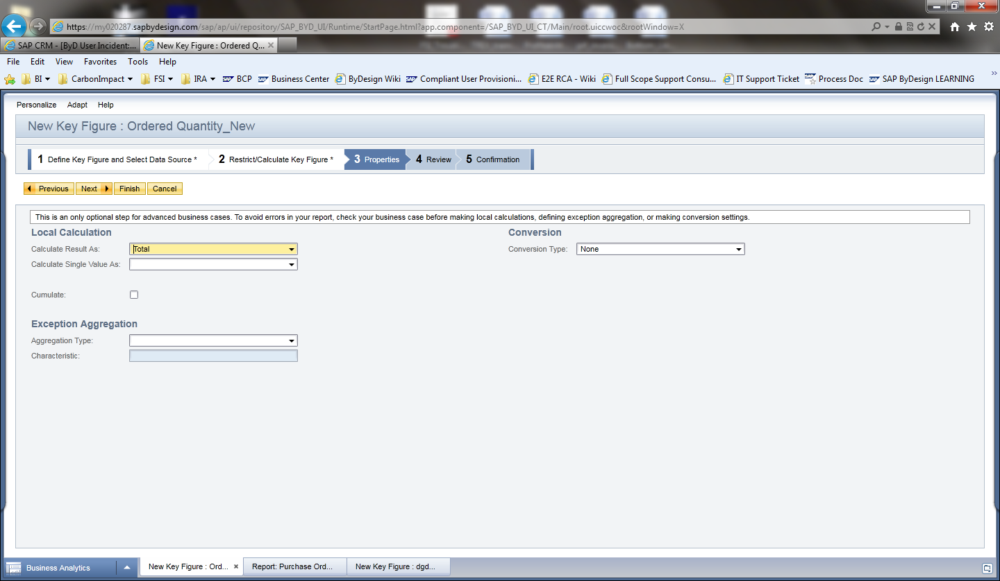 https://my020287.sapbydesign.com/sap/ap/ui/repository/SAP_BYD_UI/Runtime/StartPage.html?app.component=/SAP_BYD_UI_CT/Main/root.uiccwoc&rootWindow=X
SAP CRM - [ByD User Incident:... New Key Figure : Ordered Q...
File Edit View Favorites Tools Help
BI CarbonImpact FSI IRA BCP Business Center ByDesign Wiki Compliant User Provisioni... E2E RCA - Wiki Full Scope Support Consu... IT Support Ticket Process Doc SAP ByDesign LEARNING
Personalize Adapt Help
New Key Figure : Ordered Quantity_New
1 Define Key Figure and Select Data Source * 2 Restrict/Calculate Key Figure * 3 Properties 4 Review 5 Confirmation
Previous Next Finish Cancel
This is an only optional step for advanced business cases. To avoid errors in your report, check your business case before making local calculations, defining exception aggregation, or making conversion settings.
Local Calculation Conversion
Calculate Result As: Total Conversion Type: None
Calculate Single Value As:
Cumulate:
Exception Aggregation
Aggregation Type:
Characteristic:
Business Analytics New Key Figure : Ord... Report: Purchase Ord... New Key Figure : dgd...